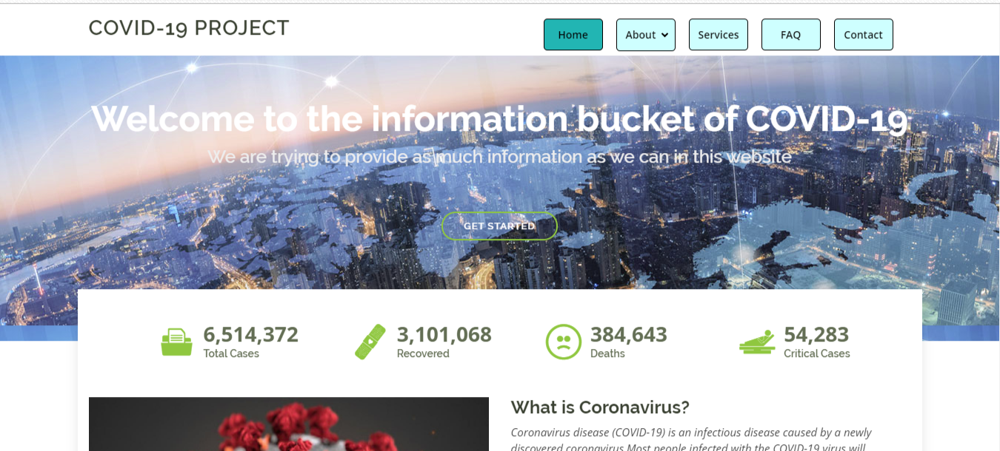 COVID-19 PROJECT
Home
About
Services
FAQ
Contact
Welcome to the information bucket of COVID-19
We are trying to provide as much information as we can in this website
GET STARTED
6,514,372
Total Cases
3,101,068
Recovered
384,643
Deaths
54,283
Critical Cases
What is Coronavirus?
Coronavirus disease (COVID-19) is an infectious disease caused by a newly
discovered coronavirus.Most people infected with the COVID-19 virus will